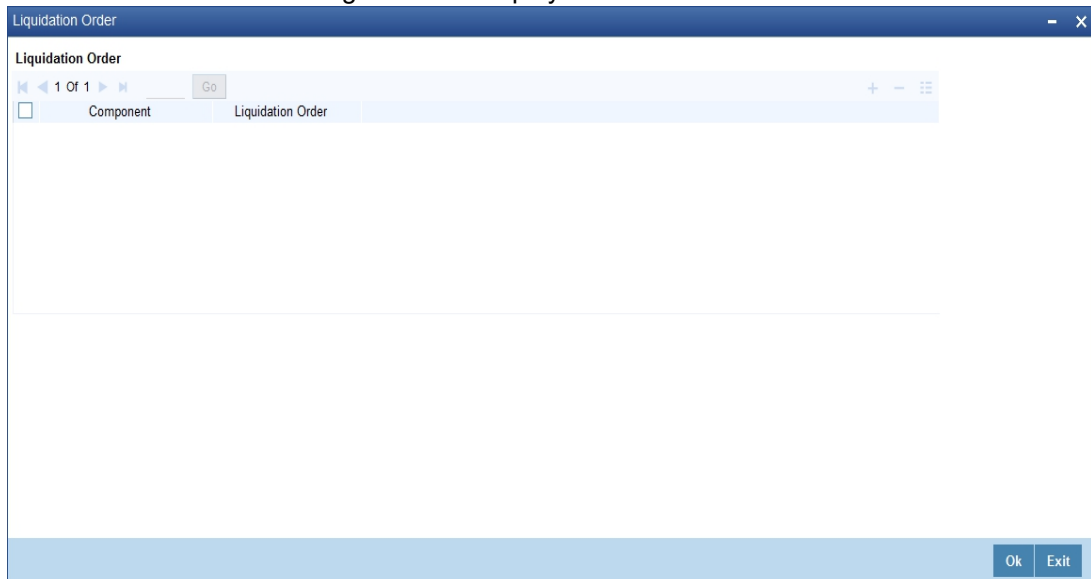 Liquidation Order
Liquidation Order
1 Of 1 Go
Component Liquidation Order
Ok Exit